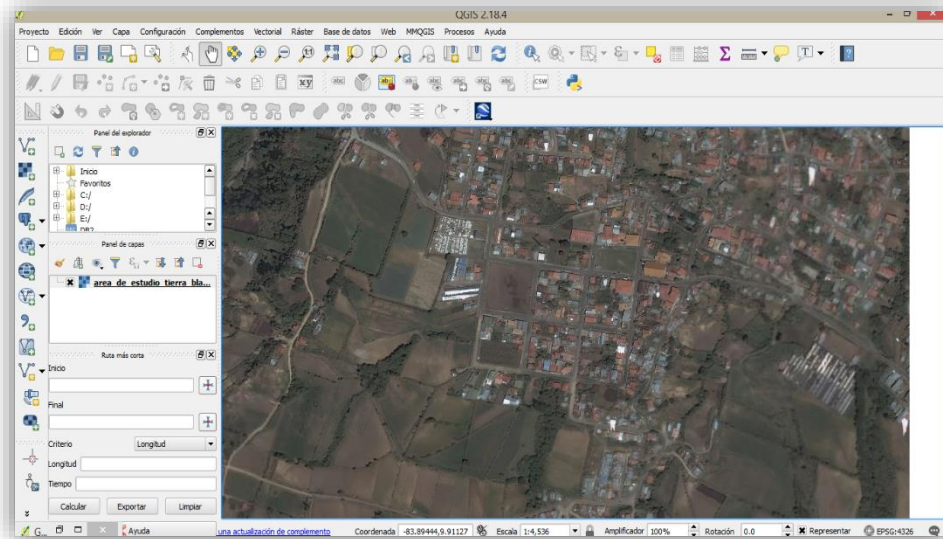 QGIS 2.18.4
Proyecto Edición Ver Capa Configuración Complementos Vectorial Ráster Base de datos Web MMQGIS Procesos Ayuda
CSW
Panel del explorador
Inicio
Favoritos
C:/
D:/
E:/
DB2
Panel de capas
area_de_estudio_tierra_bla...
Ruta más corta
Inicio
Final
Criterio Longitud
Longitud
Tiempo
Calcular Exportar Limpiar
G... Ayuda una actualización de complemento Coordenada -83.89444,9.91127 Escala 1:4,536 Amplificador 100% Rotación 0.0 Representar EPSG:4326